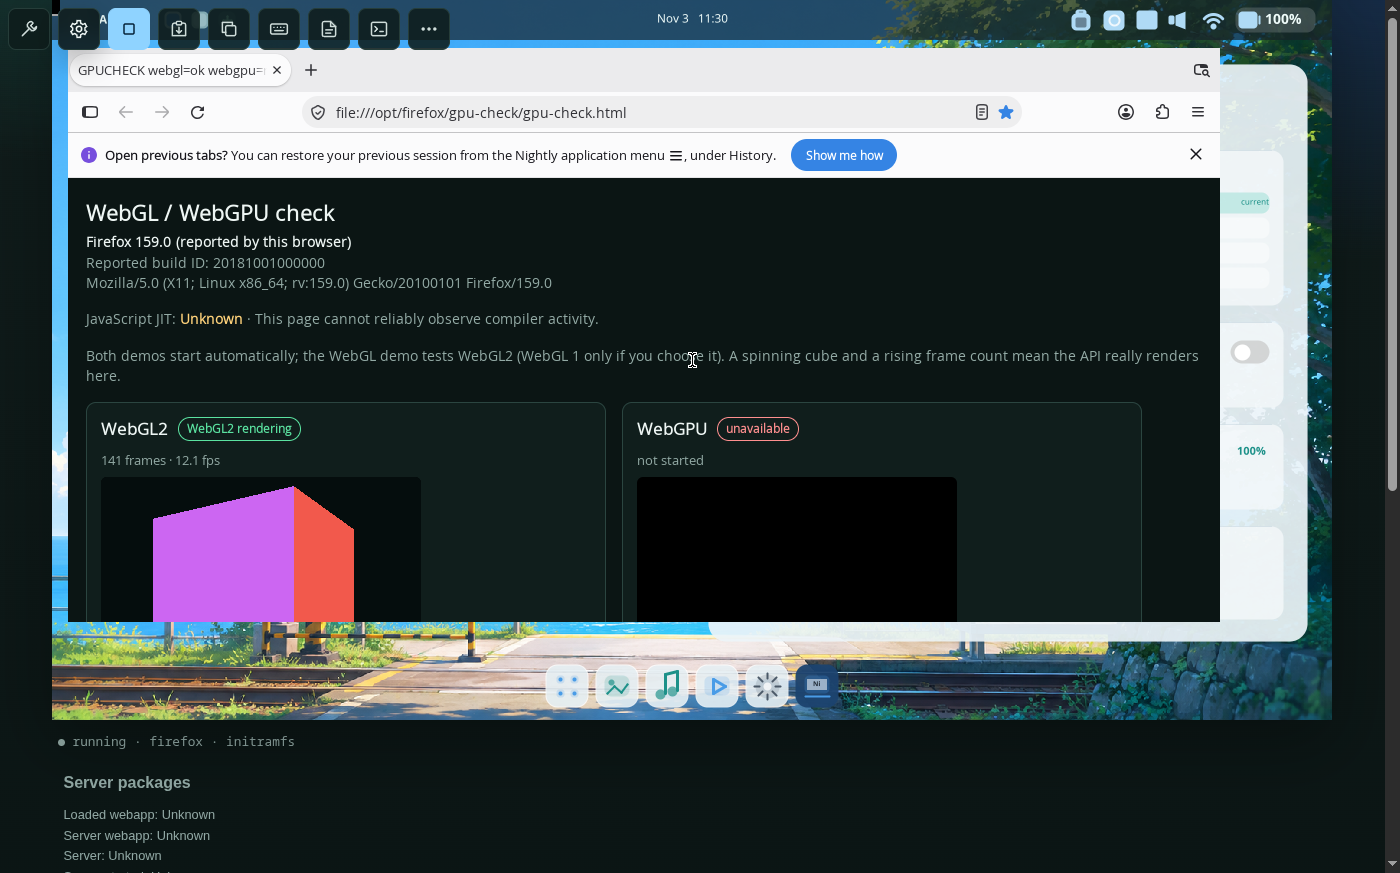 Nov 3 11:30
100%
GPUCHECK webgl=ok webgpu=
file:///opt/firefox/gpu-check/gpu-check.html
Open previous tabs? You can restore your previous session from the Nightly application menu ☰, under History.
Show me how
WebGL / WebGPU check
Firefox 159.0 (reported by this browser)
Reported build ID: 20181001000000
Mozilla/5.0 (X11; Linux x86_64; rv:159.0) Gecko/20100101 Firefox/159.0
JavaScript JIT: Unknown · This page cannot reliably observe compiler activity.
Both demos start automatically; the WebGL demo tests WebGL2 (WebGL 1 only if you choose it). A spinning cube and a rising frame count mean the API really renders
here.
WebGL2 WebGL2 rendering
141 frames · 12.1 fps
WebGPU unavailable
not started
current
100%
Ni
● running · firefox · initramfs
Server packages
Loaded webapp: Unknown
Server webapp: Unknown
Server: Unknown